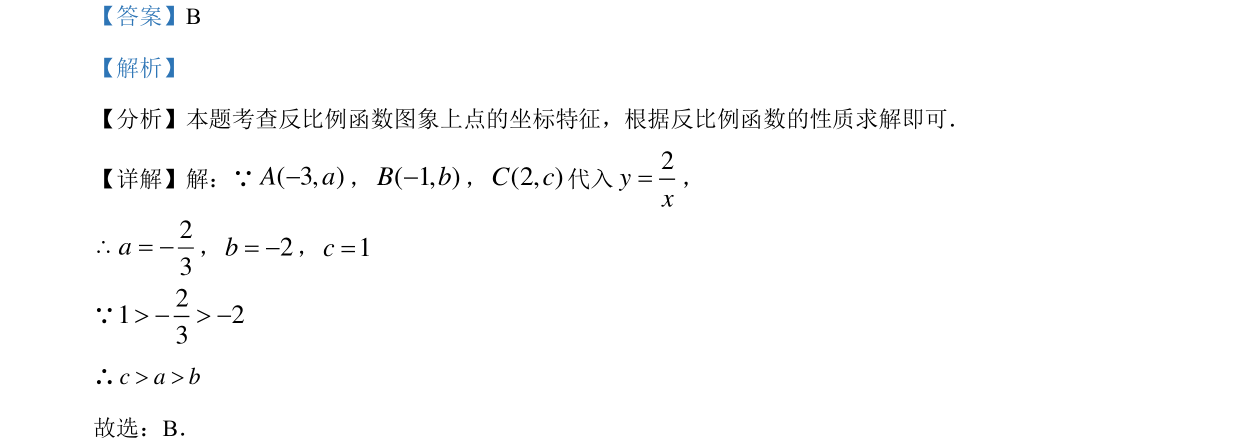 【答案】B
【解析】
【分析】本题考查反比例函数图象上点的坐标特征，根据反比例函数的性质求解即可．
【详解】解：∵ A(−3,a)，B(−1,b)，C(2,c)代入 y = 2/x，
∴ a = −2/3，b = −2，c = 1
∵ 1 > −2/3 > −2
∴ c > a > b
故选：B．